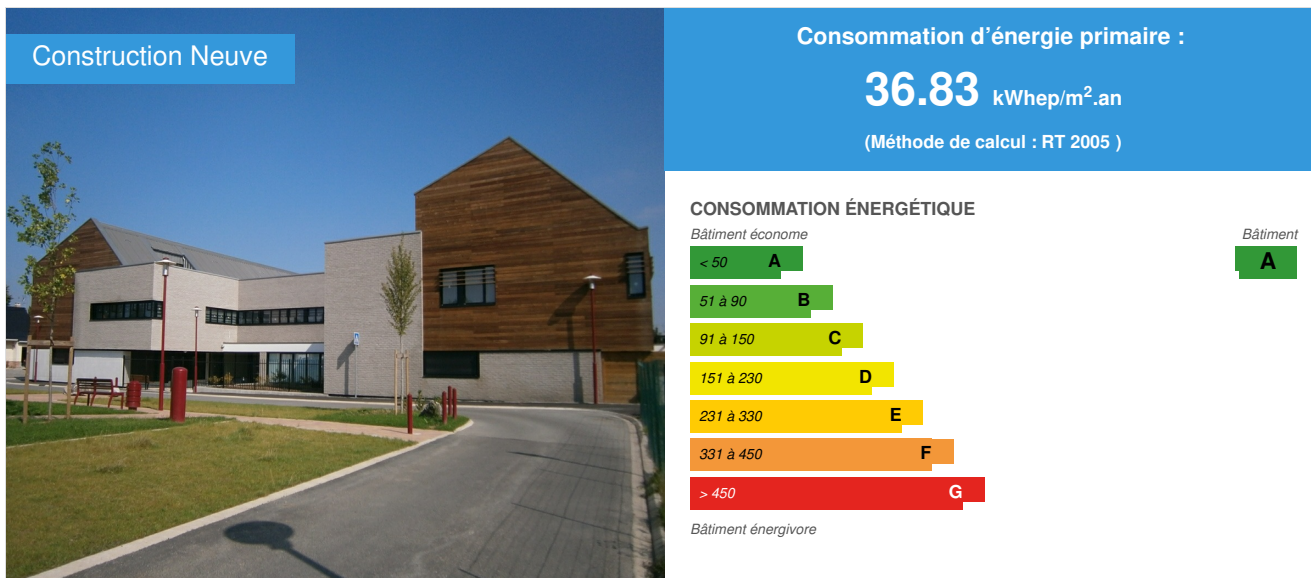 Construction Neuve
Consommation d'énergie primaire :
36.83 kWhep/m².an
(Méthode de calcul : RT 2005 )
CONSOMMATION ÉNERGÉTIQUE
Bâtiment économe
Bâtiment
< 50 A
A
51 à 90 B
91 à 150 C
151 à 230 D
231 à 330 E
331 à 450 F
> 450 G
Bâtiment énergivore